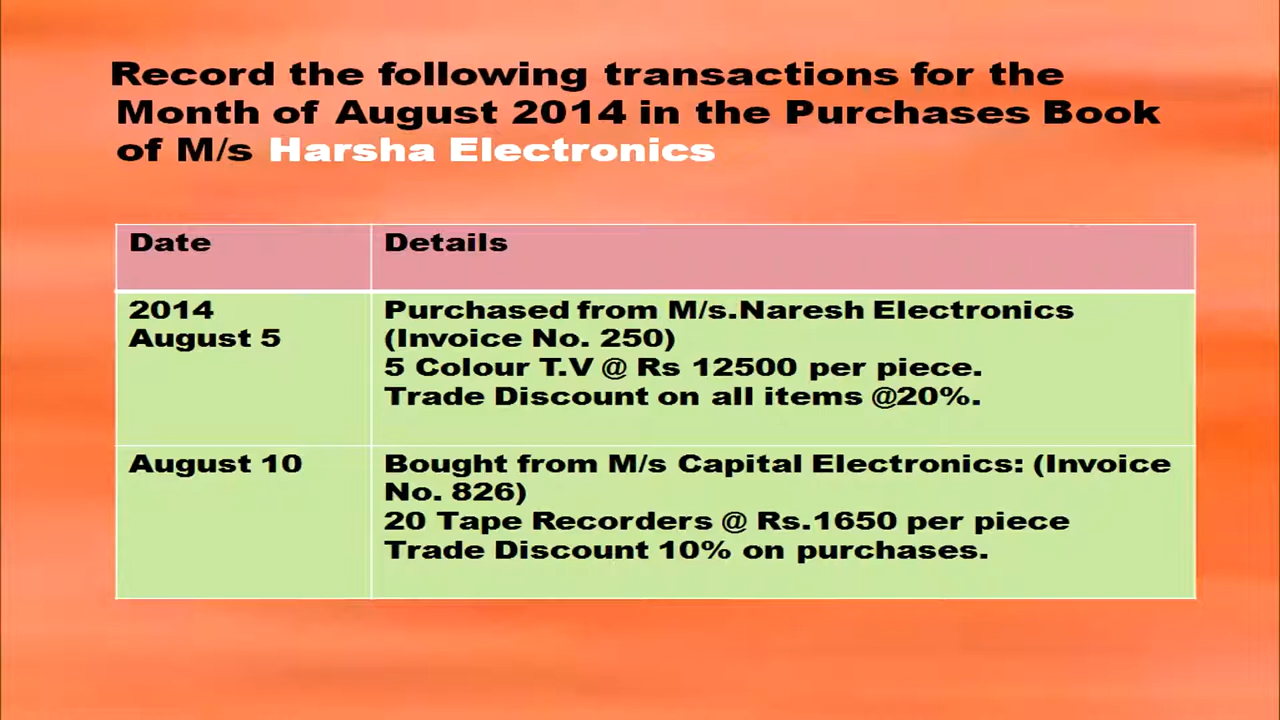 Record the following transactions for the
Month of August 2014 in the Purchases Book
of M/s Harsha Electronics
Date
Details
2014
August 5
Purchased from M/s.Naresh Electronics
(Invoice No. 250)
5 Colour T.V @ Rs 12500 per piece.
Trade Discount on all items @20%.
August 10
Bought from M/s Capital Electronics: (Invoice
No. 826)
20 Tape Recorders @ Rs.1650 per piece
Trade Discount 10% on purchases.